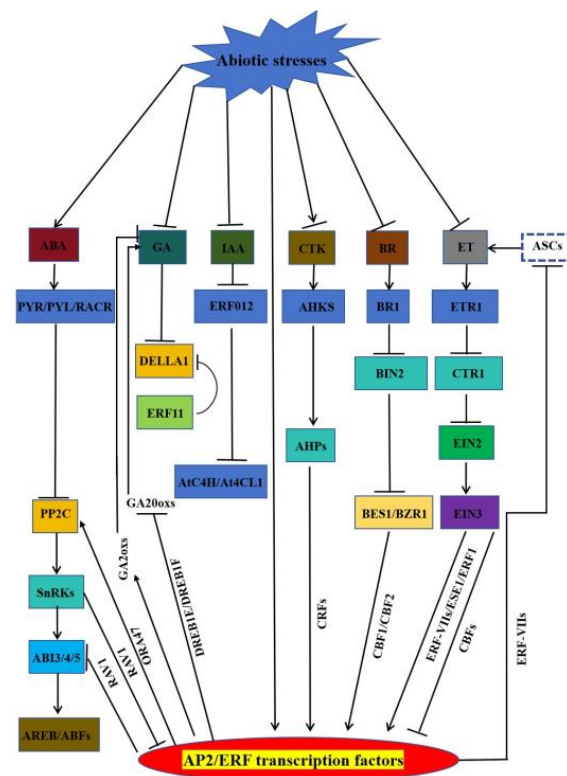 Abiotic stresses
ABA
GA
IAA
CTK
BR
ET
ASCs
PYR/PYL/RACR
ERF012
AHKS
BR1
ETR1
DELLA1
BIN2
CTR1
ERF11
AHPs
EIN2
AtC4H/At4CL1
PP2C
GA20oxs
BES1/BZR1
EIN3
GA2oxs
SnRKs
DREB1E/DREB1F
CRFs
CBF1/CBF2
ERF-VIIs/ESE1/ERF1
CBFs
ERF-VIIs
ORA47
RAV1
ABI3/4/5
RAV1
AREB/ABFs
AP2/ERF transcription factors